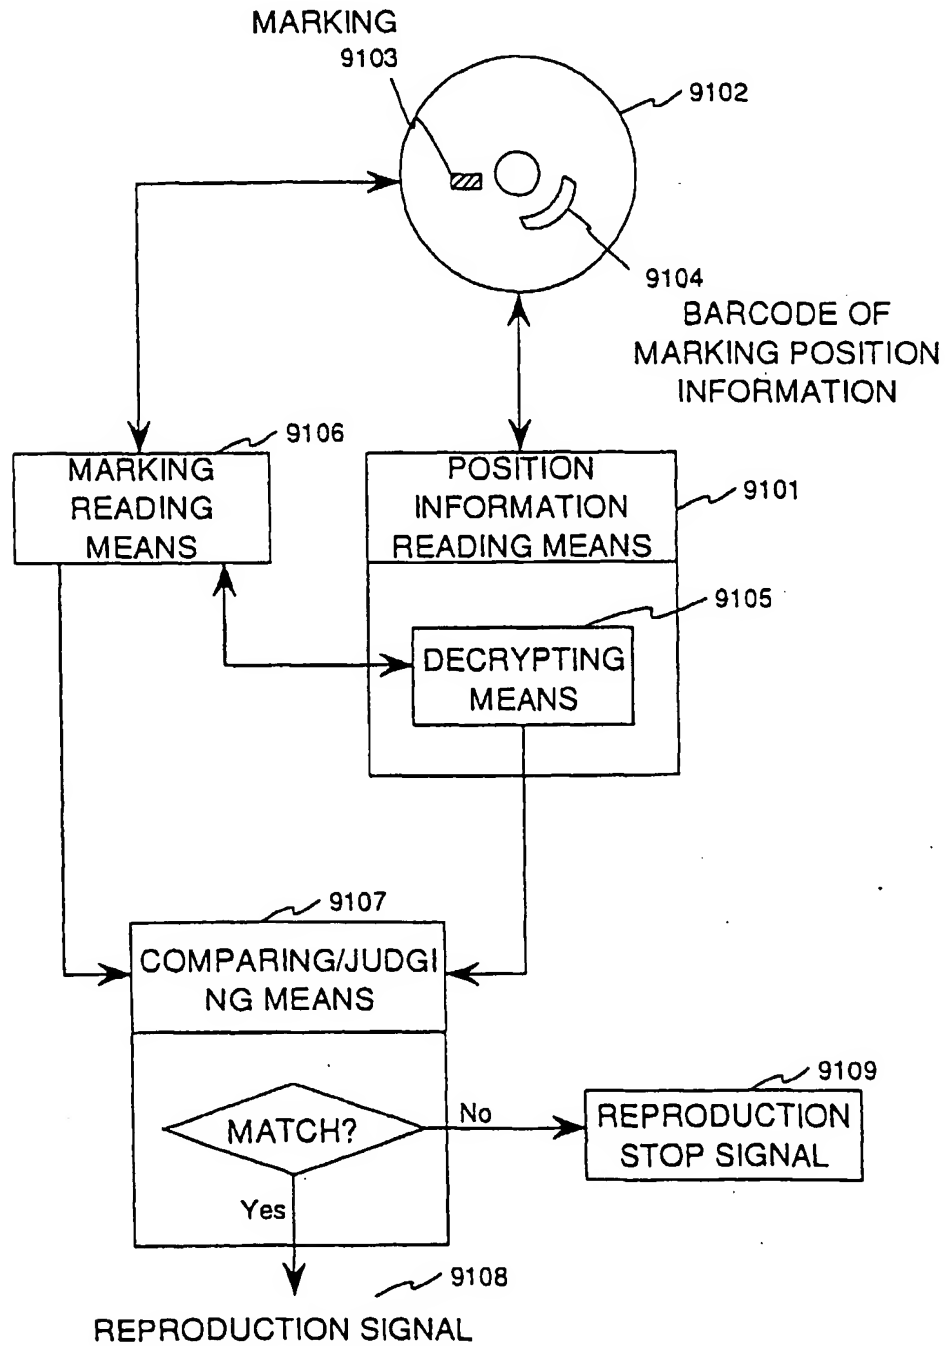 MARKING
9103
9102
9104
BARCODE OF
MARKING POSITION
INFORMATION
9106
MARKING
READING
MEANS
POSITION
INFORMATION
READING MEANS
9101
9105
DECRYPTING
MEANS
9107
COMPARING/JUDGI
NG MEANS
MATCH?
No
9109
REPRODUCTION
STOP SIGNAL
Yes
9108
REPRODUCTION SIGNAL